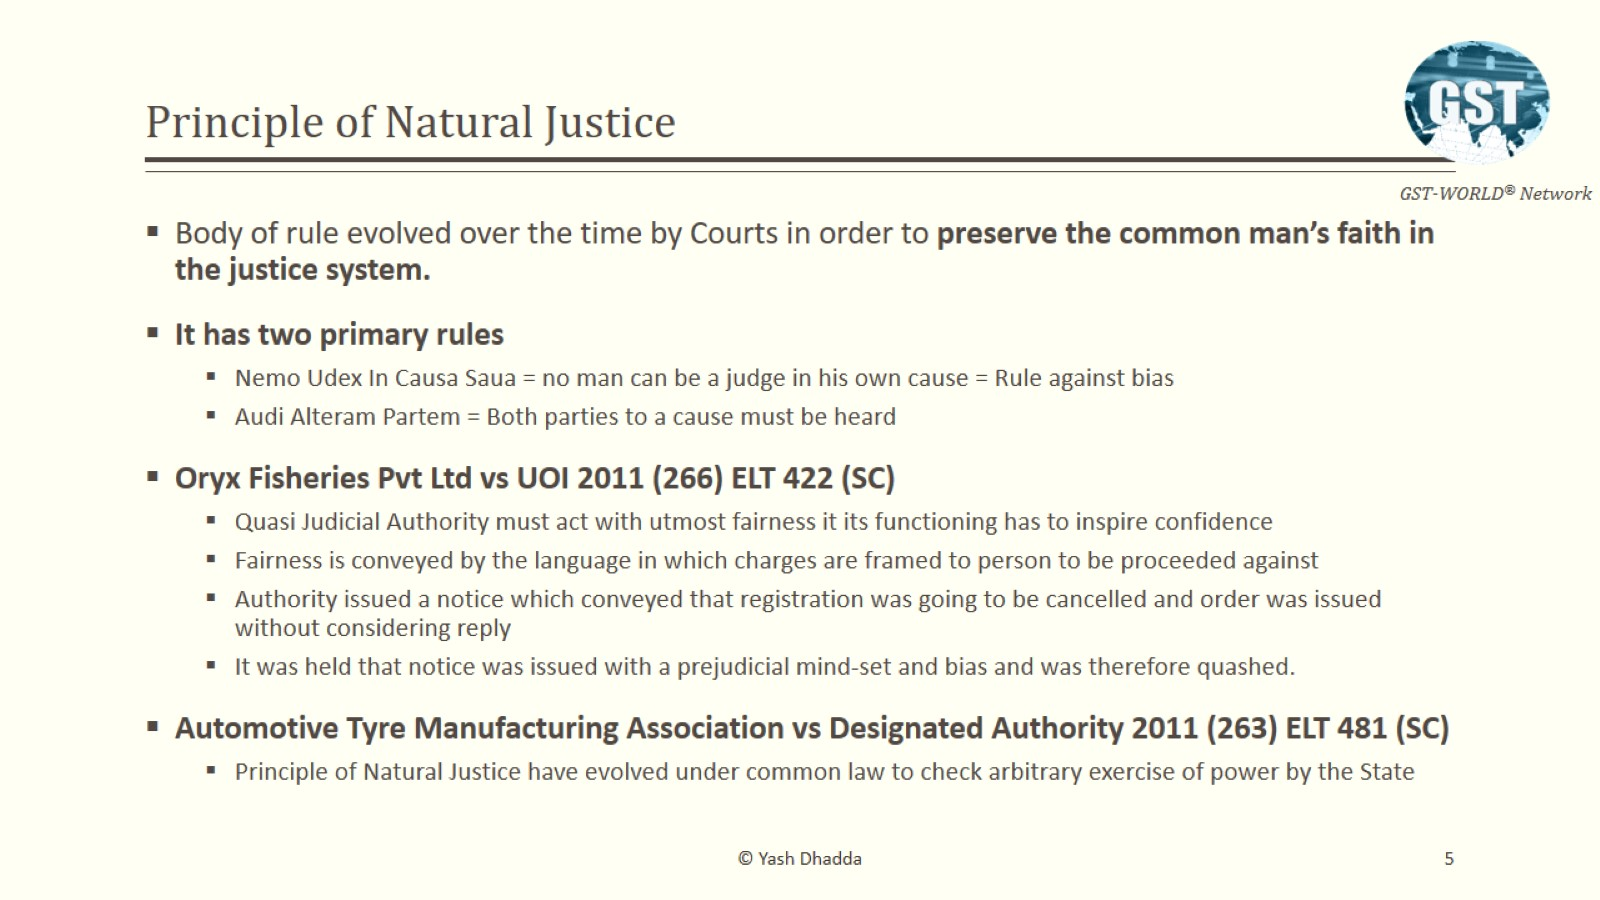 GST
Principle of Natural Justice
GST-WORLD® Network
▪ Body of rule evolved over the time by Courts in order to preserve the common man’s faith in
the justice system.
▪ It has two primary rules
▪ Nemo Udex In Causa Saua = no man can be a judge in his own cause = Rule against bias
▪ Audi Alteram Partem = Both parties to a cause must be heard
▪ Oryx Fisheries Pvt Ltd vs UOI 2011 (266) ELT 422 (SC)
▪ Quasi Judicial Authority must act with utmost fairness it its functioning has to inspire confidence
▪ Fairness is conveyed by the language in which charges are framed to person to be proceeded against
▪ Authority issued a notice which conveyed that registration was going to be cancelled and order was issued
without considering reply
▪ It was held that notice was issued with a prejudicial mind-set and bias and was therefore quashed.
▪ Automotive Tyre Manufacturing Association vs Designated Authority 2011 (263) ELT 481 (SC)
▪ Principle of Natural Justice have evolved under common law to check arbitrary exercise of power by the State
© Yash Dhadda
5